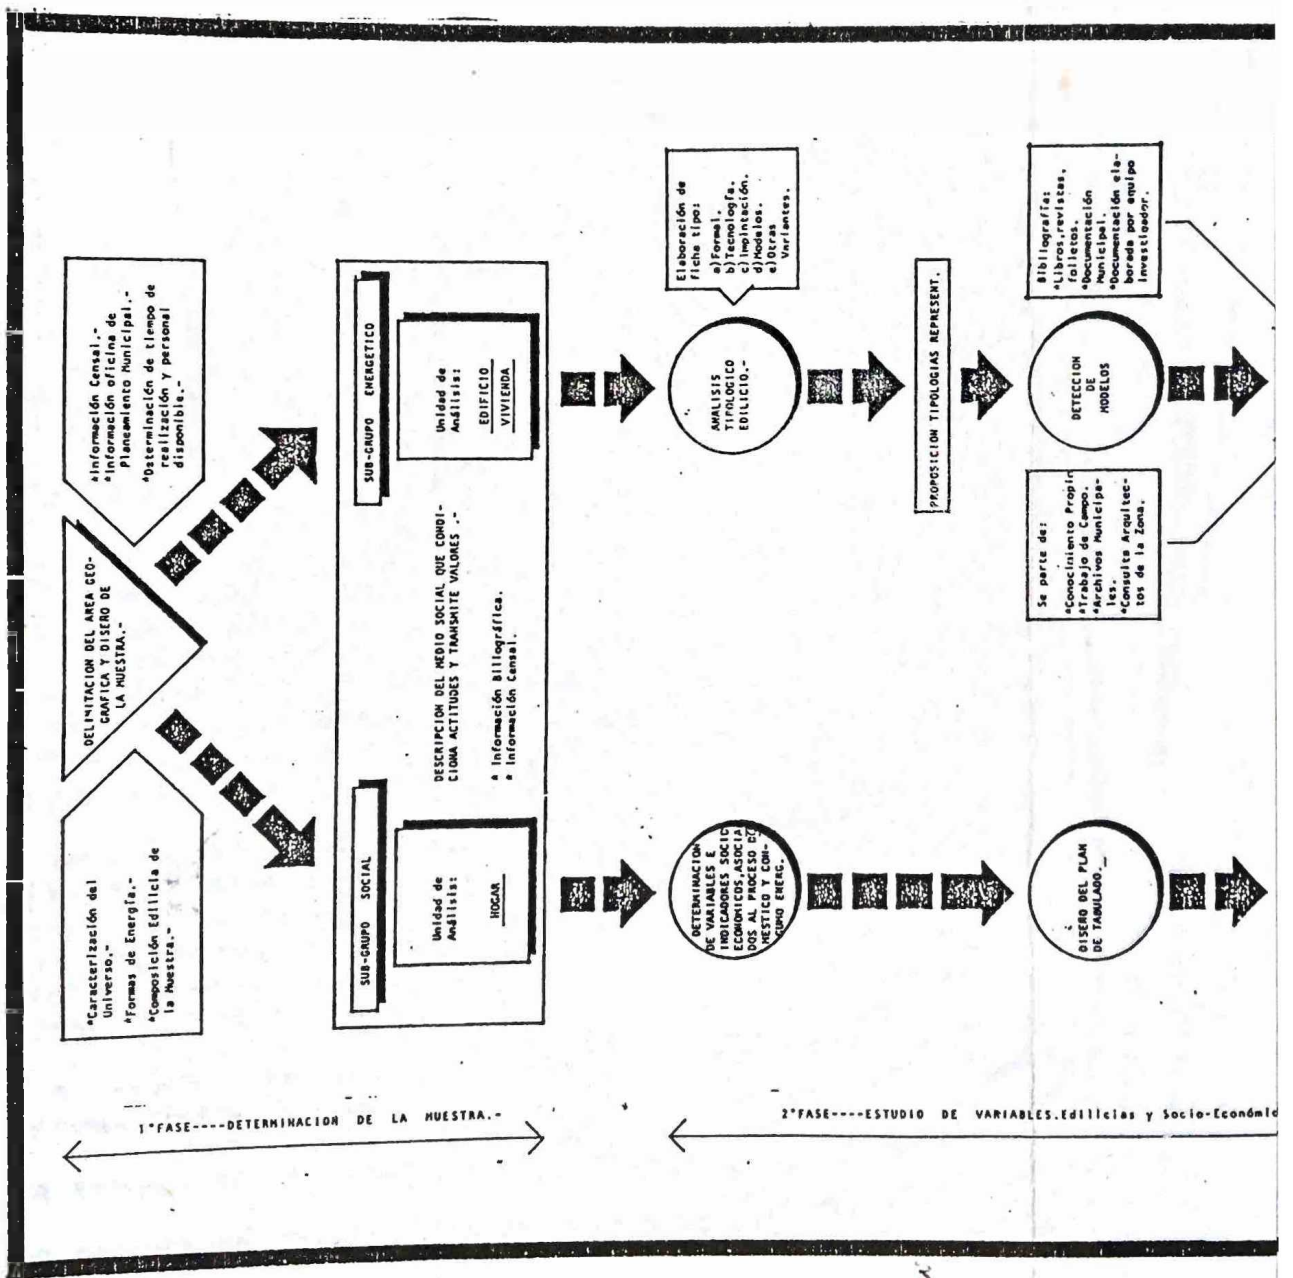 *Caracterización del
Universo.-
*Formas de Energía.-
*Composición Edilicia de
la Muestra.-
DELIMITACION DEL AREA GEO-
GRAFICA Y DISEÑO DE
LA MUESTRA.-
*Información Censal.-
*Información oficina de
Planeamiento Municipal.-
*Determinación de tiempo de
realización y personal
disponible.-
1°FASE----DETERMINACION DE LA MUESTRA.-
SUB-GRUPO SOCIAL
Unidad de
Análisis:
HOGAR
DESCRIPCION DEL MEDIO SOCIAL QUE CONDI-
CIONA ACTITUDES Y TRANSMITE VALORES .-
* Información Biliográfica.
* Información Censal.
SUB-GRUPO ENERGETICO
Unidad de
Análisis:
EDIFICIO
VIVIENDA
2°FASE----ESTUDIO DE VARIABLES.Edilicias y Socio-Económic
DETERMINACION
DE VARIABLES E
INDICADORES SOCIO
ECONOMICOS,ASOCIA
DOS AL PROCESO DO
MESTICO Y CON-
SUMO ENERG.
ANALISIS
TIPOLOGICO
EDILICIO.-
Elaboración de
ficha tipo:
a)Formal.
b)Tecnología.
c)Implntación.
d)Modelos.
e)Otras
Variantes.
PROPOSICION TIPOLOGIAS REPRESENT.
DISEÑO DEL PLAN
DE TABULADO._
Se parte de:
*Conocimiento Propio
*Trabajo de Campo.
*Archivos Municipa-
les.
*Consulta Arquitec-
tos de la Zona.
DETECCION
DE
MODELOS
Bibliografía:
*Libros,revistas,
folletos.
*Documentación
Municipal.
*Documentación ela-
borada por equipo
investigador.